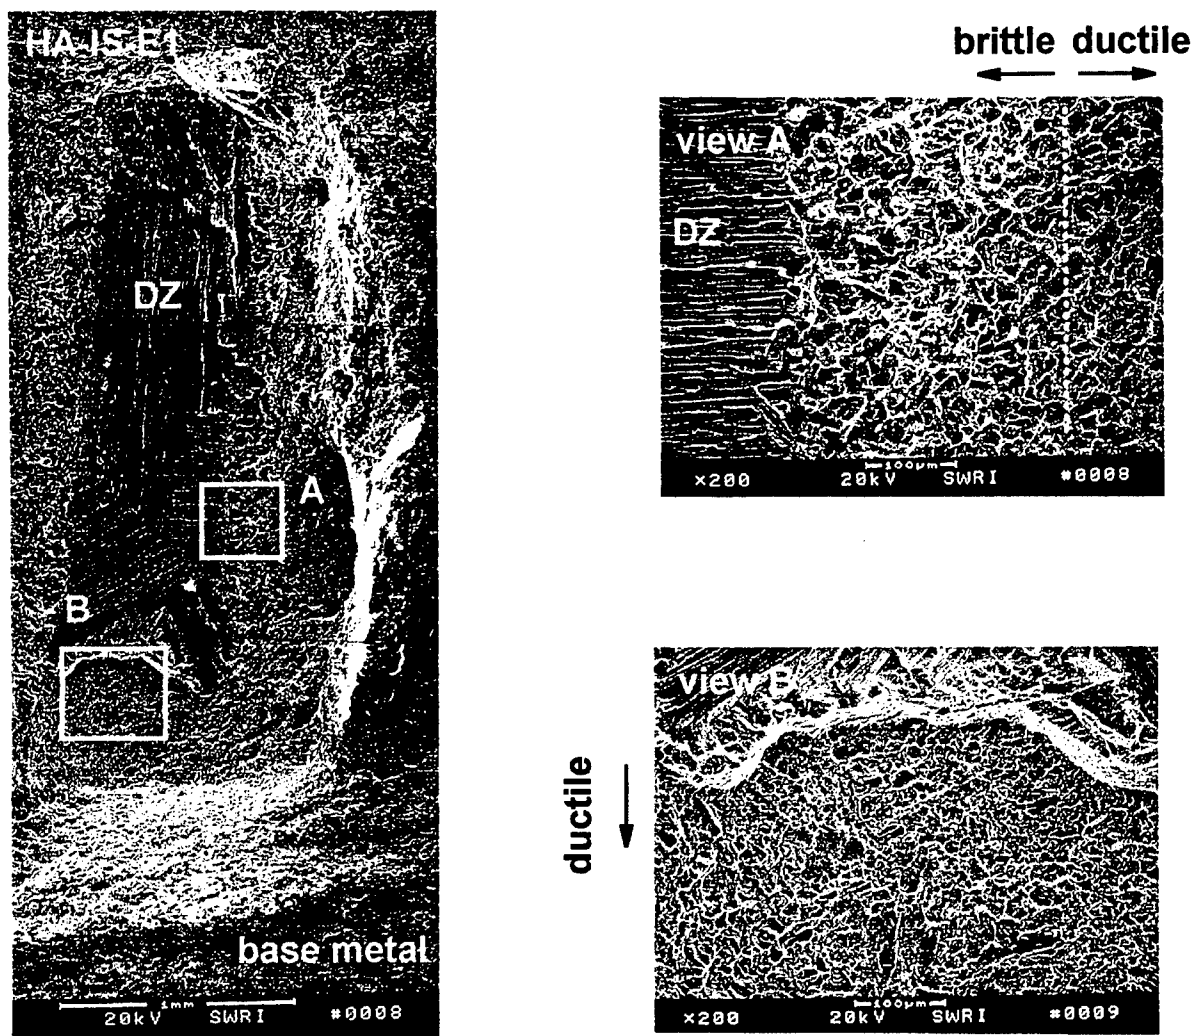 HA-IS-E1
DZ
A
B
base metal
1mm
20kV SWRI #0008
brittle ductile
view A
DZ
100µm
×200 20kV SWRI #0008
ductile
view B
100µm
×200 20kV SWRI #0009